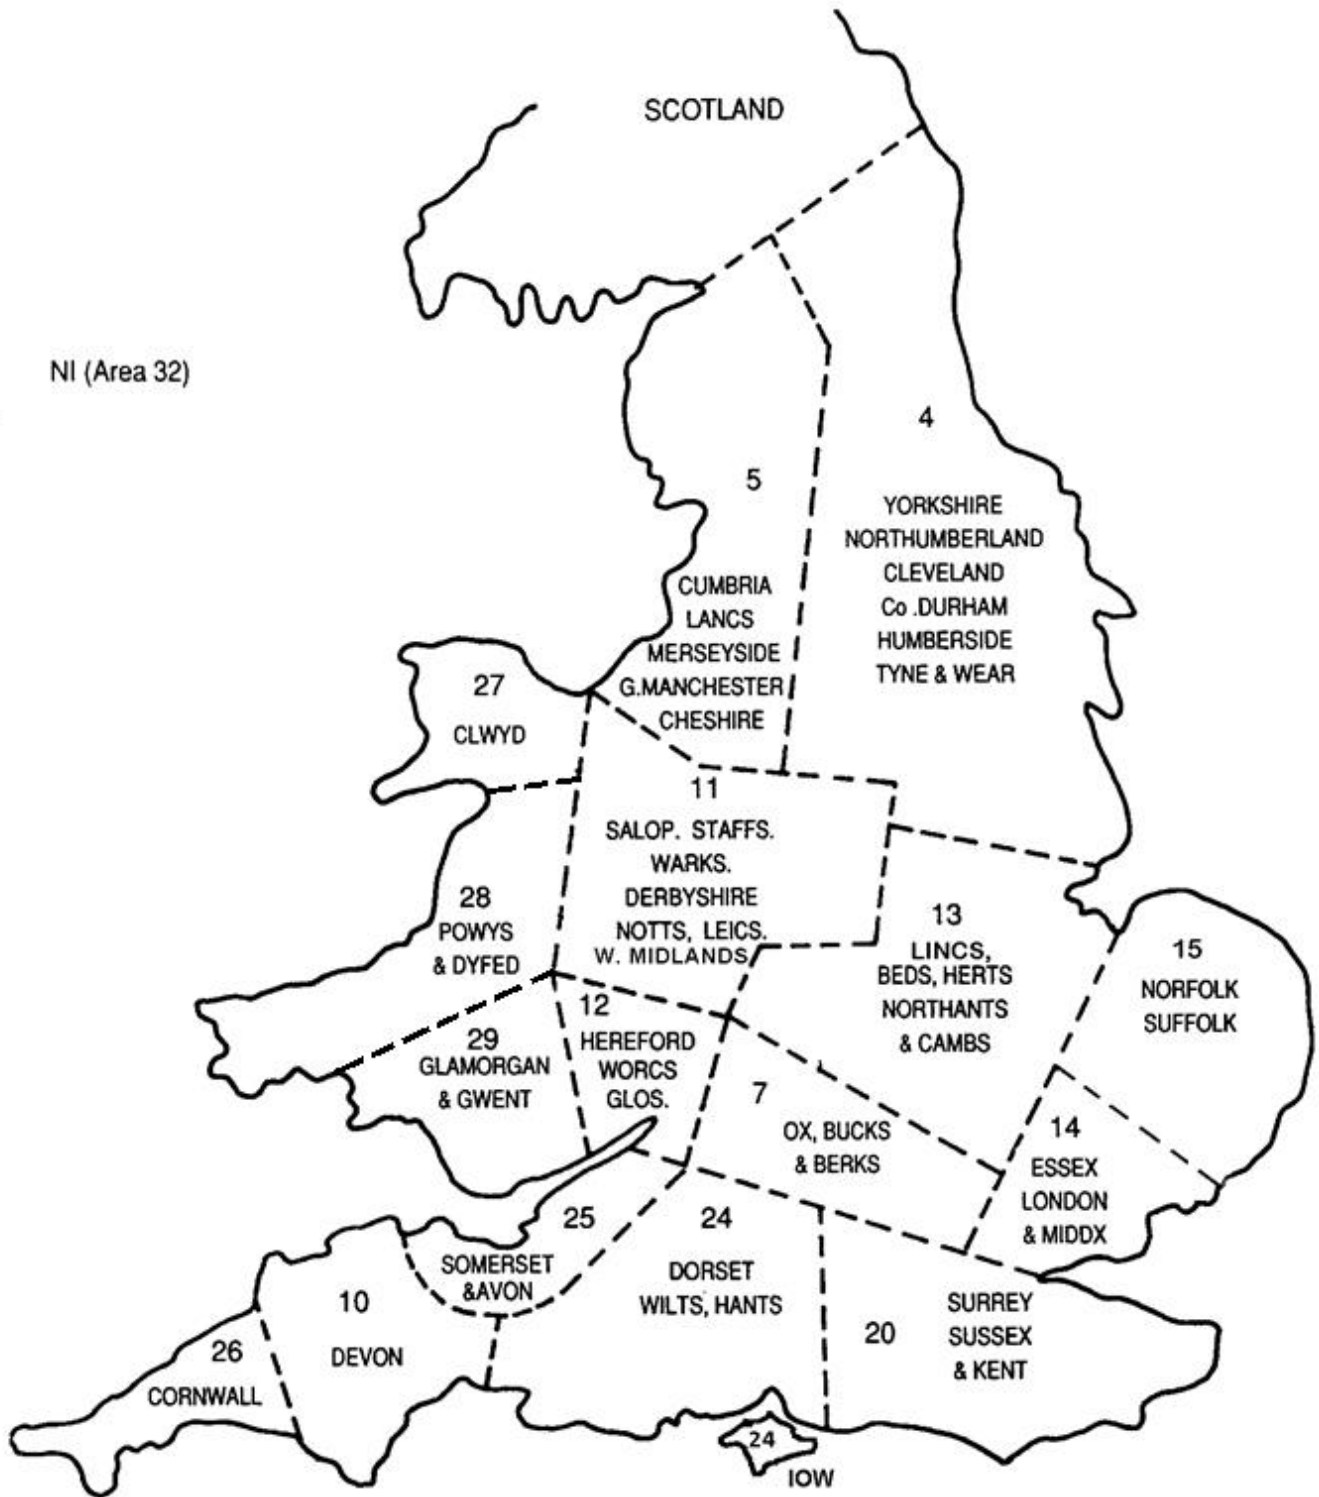 SCOTLAND
NI (Area 32)
4
YORKSHIRE
NORTHUMBERLAND
CLEVELAND
Co .DURHAM
HUMBERSIDE
TYNE & WEAR
5
CUMBRIA
LANCS
MERSEYSIDE
G.MANCHESTER
CHESHIRE
27
CLWYD
11
SALOP. STAFFS.
WARKS.
DERBYSHIRE
NOTTS, LEICS.
W. MIDLANDS
28
POWYS
& DYFED
13
LINCS,
BEDS, HERTS
NORTHANTS
& CAMBS
15
NORFOLK
SUFFOLK
12
HEREFORD
WORCS
GLOS.
29
GLAMORGAN
& GWENT
7
OX, BUCKS
& BERKS
14
ESSEX
LONDON
& MIDDX
25
SOMERSET
&AVON
24
DORSET
WILTS, HANTS
10
DEVON
20
SURREY
SUSSEX
& KENT
26
CORNWALL
24
IOW